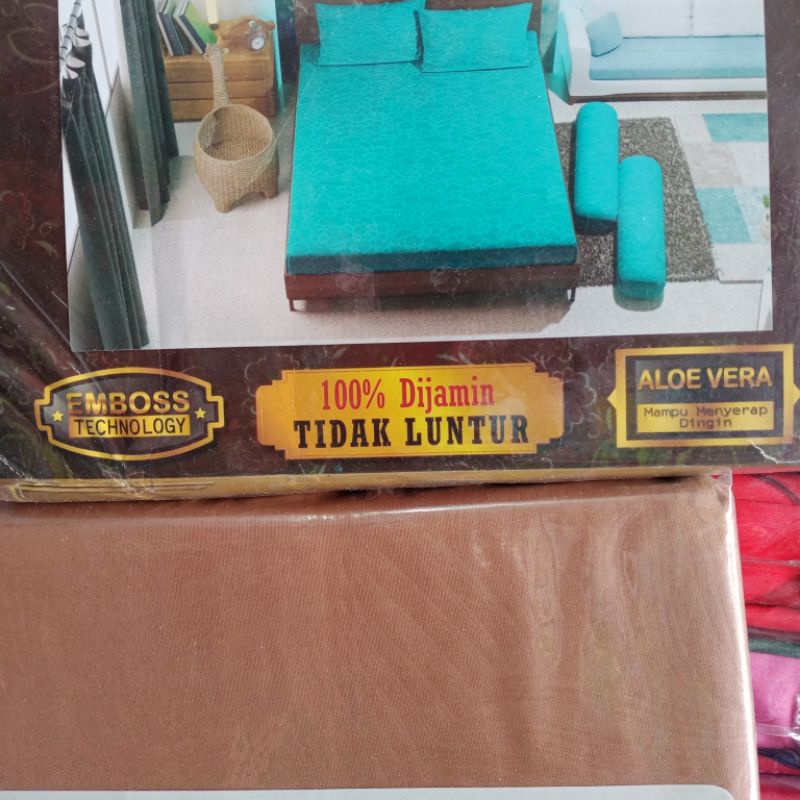 EMBOSS
TECHNOLOGY
100% Dijamin
TIDAK LUNTUR
ALOE VERA
Mampu Menyerap
Dingin